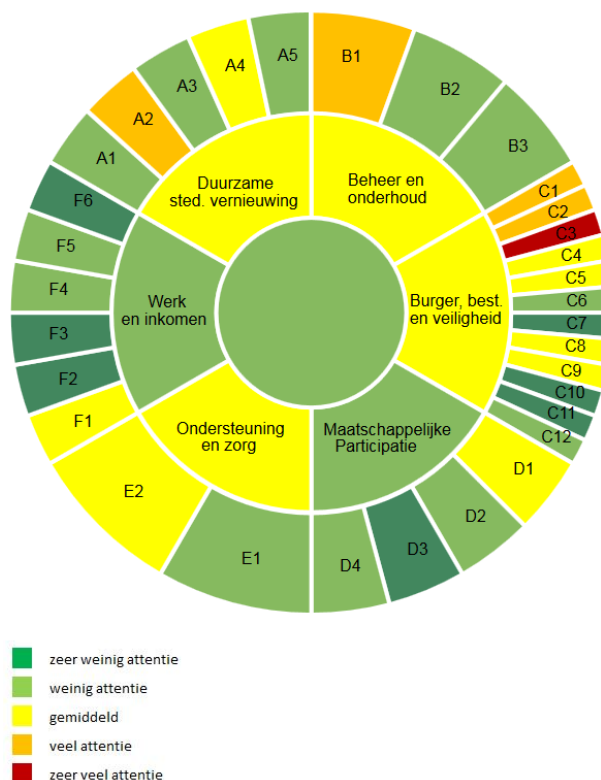 A4
A5
B1
A3
B2
A2
B3
A1
Duurzame
sted. vernieuwing
Beheer en
onderhoud
F6
C1
C2
C3
F5
C4
C5
F4
Werk
en inkomen
Burger, best.
en veiligheid
C6
F3
C7
C8
F2
C9
C10
C11
F1
Ondersteuning
en zorg
Maatschappelijke
Participatie
C12
D1
E2
D2
E1
D4
D3
zeer weinig attentie
weinig attentie
gemiddeld
veel attentie
zeer veel attentie